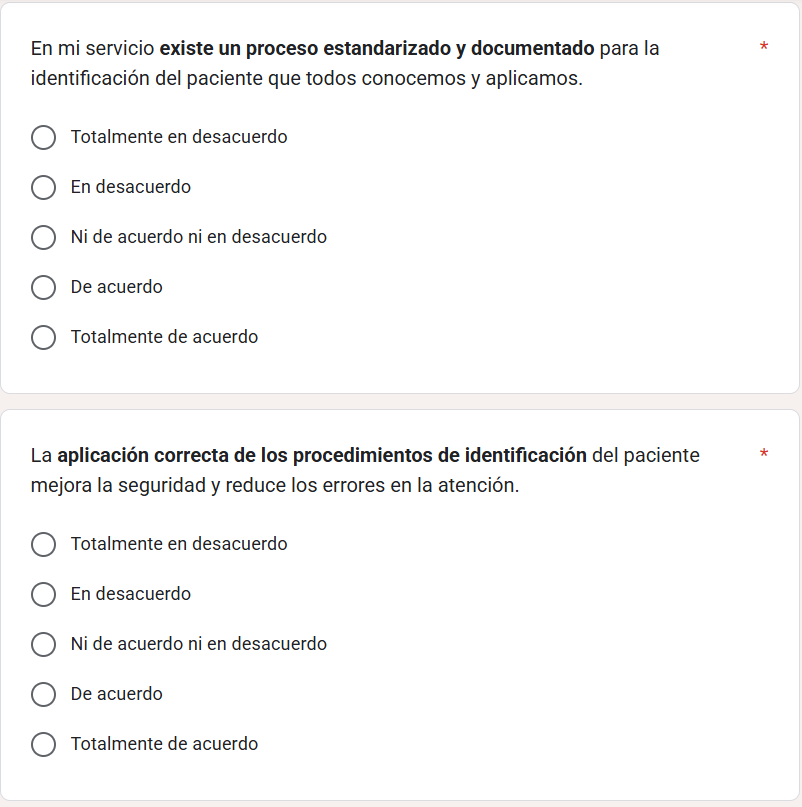 En mi servicio existe un proceso estandarizado y documentado para la *
identificación del paciente que todos conocemos y aplicamos.
Totalmente en desacuerdo
En desacuerdo
Ni de acuerdo ni en desacuerdo
De acuerdo
Totalmente de acuerdo
La aplicación correcta de los procedimientos de identificación del paciente *
mejora la seguridad y reduce los errores en la atención.
Totalmente en desacuerdo
En desacuerdo
Ni de acuerdo ni en desacuerdo
De acuerdo
Totalmente de acuerdo